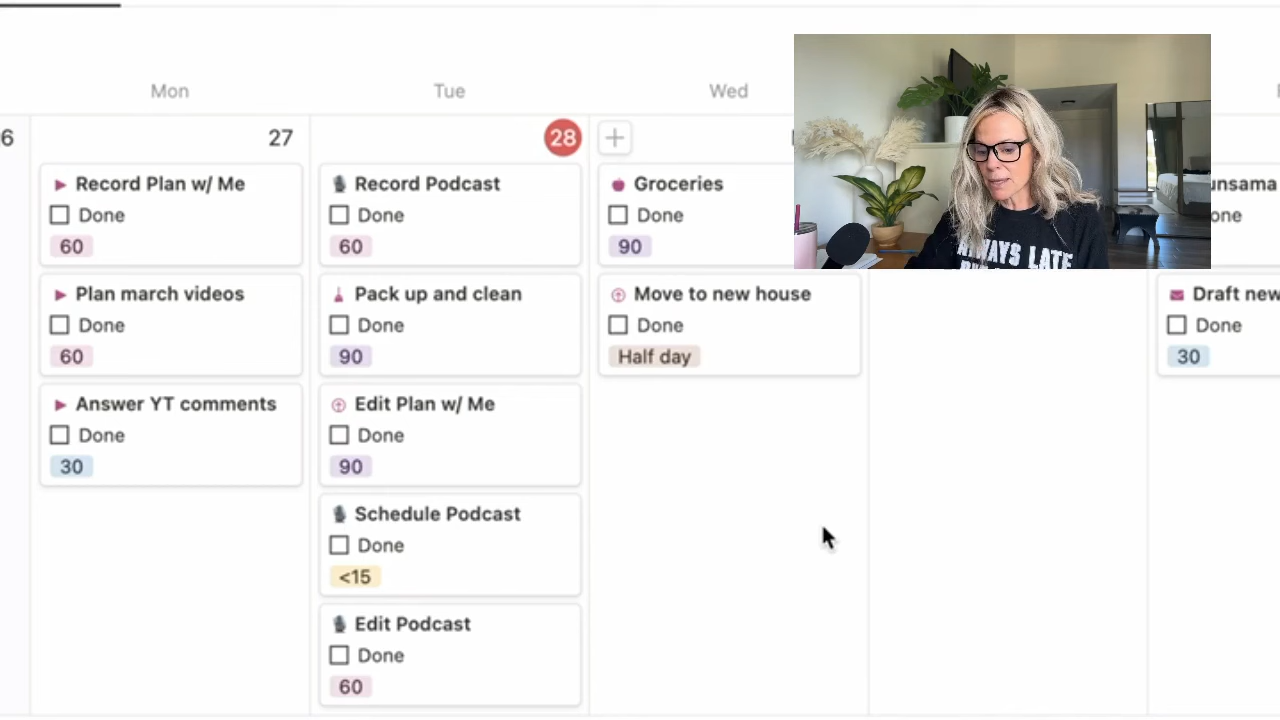 Mon
Tue
Wed
27
28
Record Plan w/ Me
Done
60
Plan march videos
Done
60
Answer YT comments
Done
30
Record Podcast
Done
60
Pack up and clean
Done
90
Edit Plan w/ Me
Done
90
Schedule Podcast
Done
<15
Edit Podcast
Done
60
Groceries
Done
90
Move to new house
Done
Half day
ALWAYS LATE
Draft new
Done
30